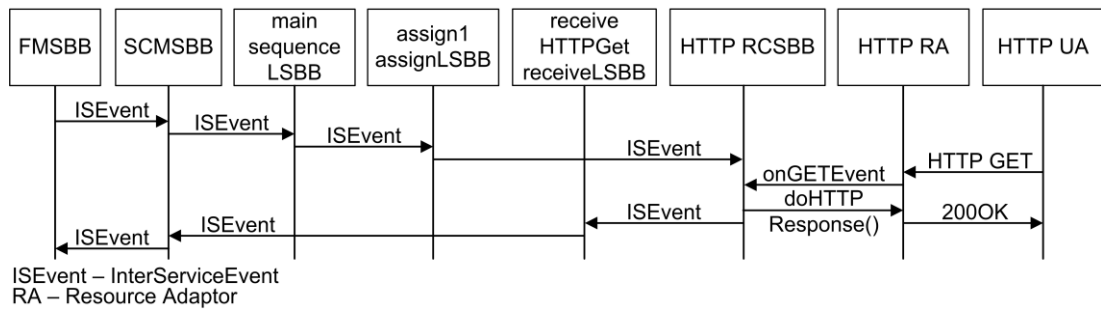 FMSBB
SCMSBB
main
sequence
LSBB
assign1
assignLSBB
receive
HTTPGet
receiveLSBB
HTTP RCSBB
HTTP RA
HTTP UA
ISEvent
ISEvent
ISEvent
ISEvent
HTTP GET
onGETEvent
doHTTP
Response()
200OK
ISEvent
ISEvent
ISEvent
ISEvent – InterServiceEvent
RA – Resource Adaptor